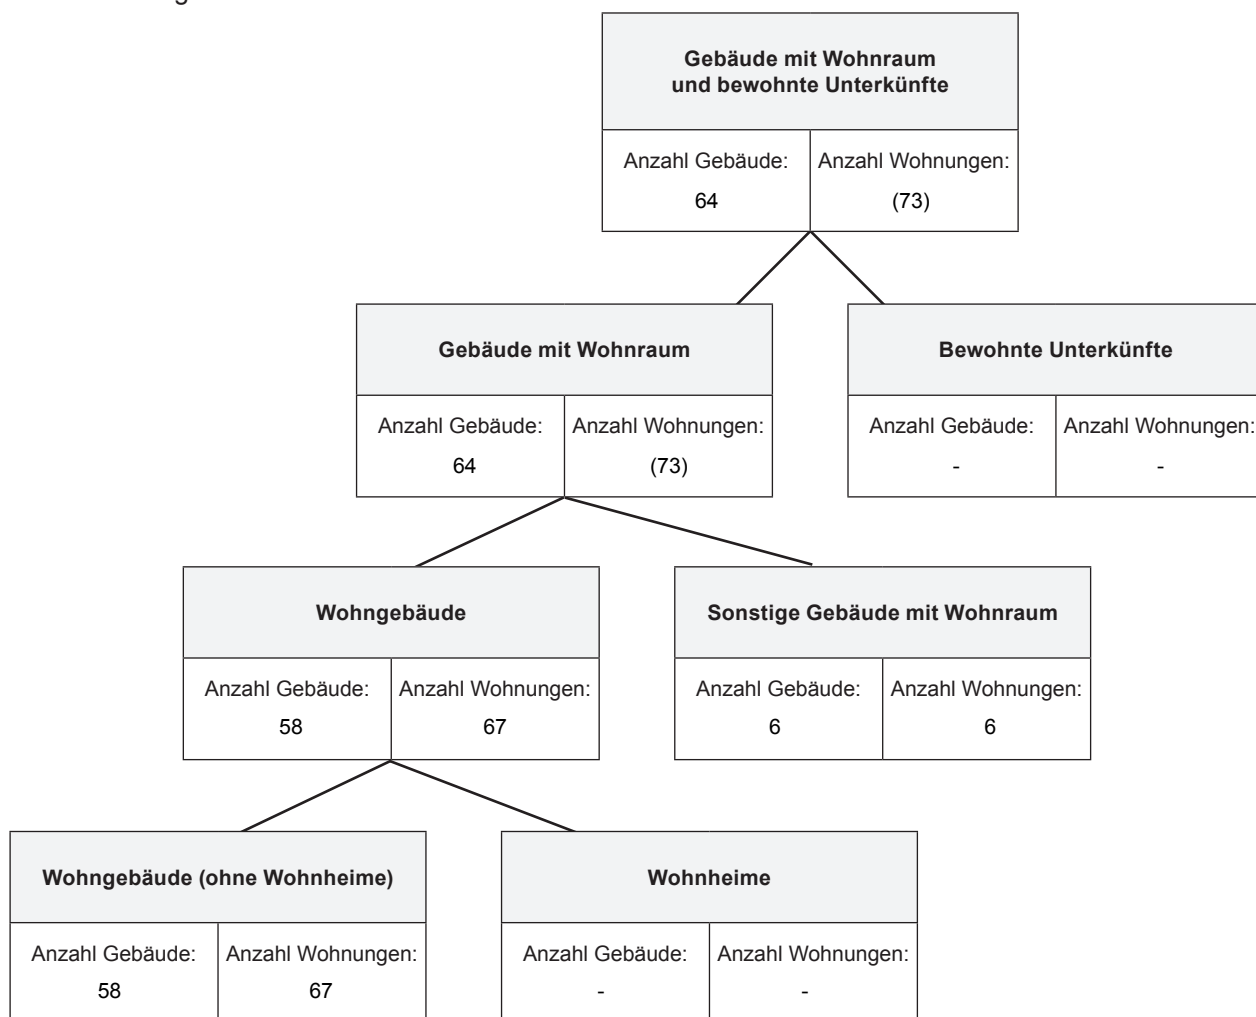 Gebäude mit Wohnraum
und bewohnte Unterkünfte
Anzahl Gebäude: Anzahl Wohnungen:
64 (73)
Gebäude mit Wohnraum
Anzahl Gebäude: Anzahl Wohnungen:
64 (73)
Bewohnte Unterkünfte
Anzahl Gebäude: Anzahl Wohnungen:
- -
Wohngebäude
Anzahl Gebäude: Anzahl Wohnungen:
58 67
Sonstige Gebäude mit Wohnraum
Anzahl Gebäude: Anzahl Wohnungen:
6 6
Wohngebäude (ohne Wohnheime)
Anzahl Gebäude: Anzahl Wohnungen:
58 67
Wohnheime
Anzahl Gebäude: Anzahl Wohnungen:
- -